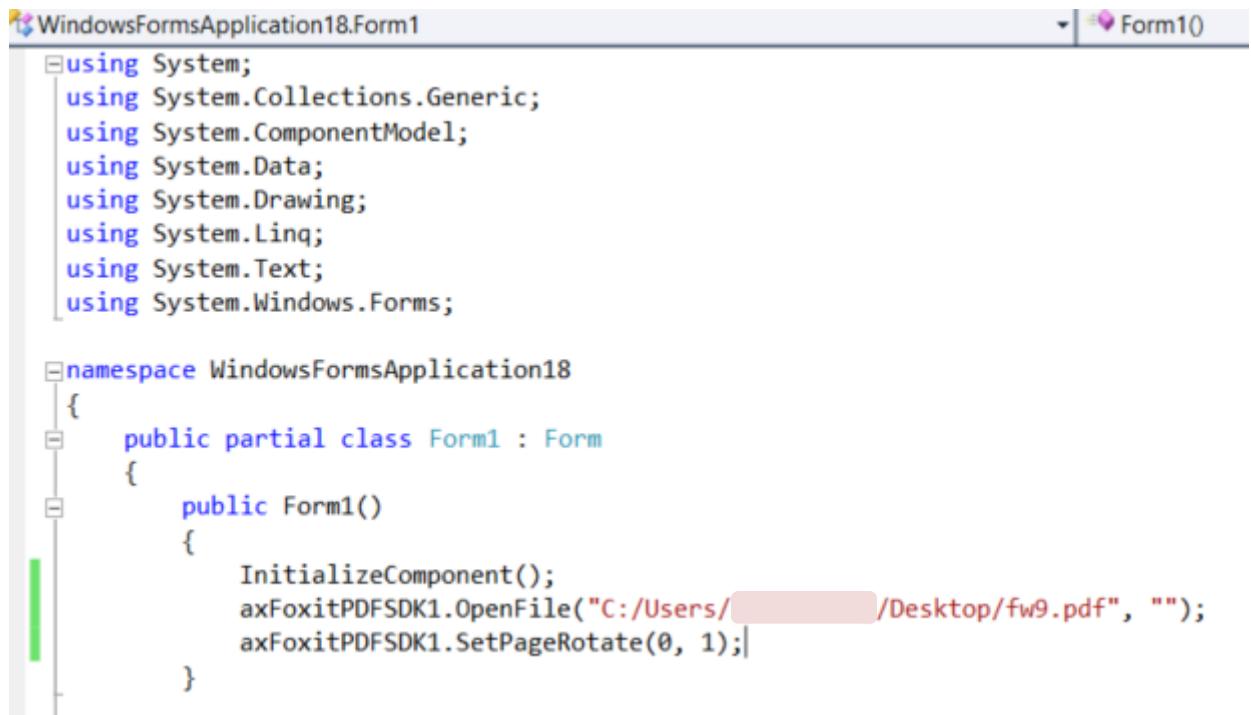 WindowsFormsApplication18.Form1 Form1()
using System;
using System.Collections.Generic;
using System.ComponentModel;
using System.Data;
using System.Drawing;
using System.Linq;
using System.Text;
using System.Windows.Forms;
namespace WindowsFormsApplication18
{
public partial class Form1 : Form
{
public Form1()
{
InitializeComponent();
axFoxitPDFSDK1.OpenFile("C:/Users/ /Desktop/fw9.pdf", "");
axFoxitPDFSDK1.SetPageRotate(0, 1);
}